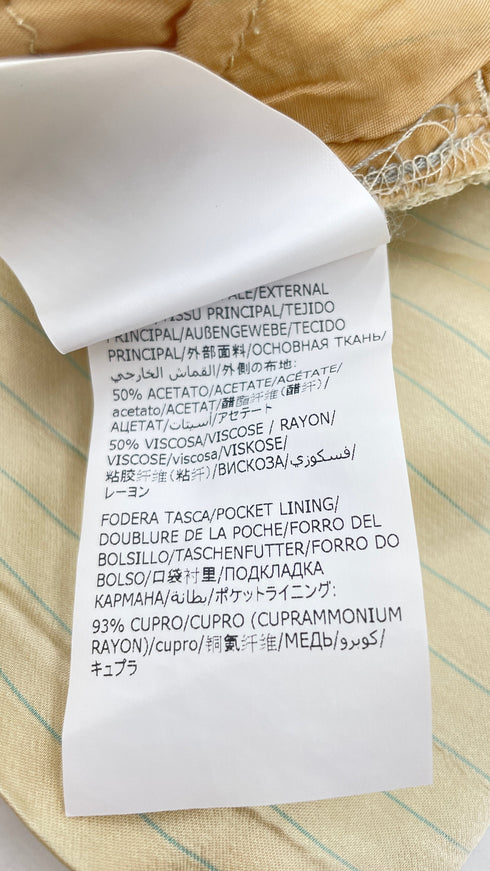 ALE/EXTERNAL
TISSU PRINCIPAL/TEJIDO
PRINCIPAL/AUßENGEWEBE/TECIDO
PRINCIPAL/外部面料/ОСНОВНАЯ ТКАНЬ/
القماش الخارجي/外側の布地:
50% ACETATO/ACETATE/ACÉTATE/
acetato/ACETAT/醋酯纤维(醋纤)/
АЦЕТАТ/أسيتات/アセテート
50% VISCOSA/VISCOSE / RAYON/
VISCOSE/viscosa/VISKOSE/
粘胶纤维(粘纤)/ВИСКОЗА/فسكوزي/
レーヨン
FODERA TASCA/POCKET LINING/
DOUBLURE DE LA POCHE/FORRO DEL
BOLSILLO/TASCHENFUTTER/FORRO DO
BOLSO/口袋衬里/ПОДКЛАДКА
КАРМАНА/بطانة/ポケットライニング:
93% CUPRO/CUPRO (CUPRAMMONIUM
RAYON)/cupro/铜氨纤维/МЕДЬ/كوبرو/
キュプラ